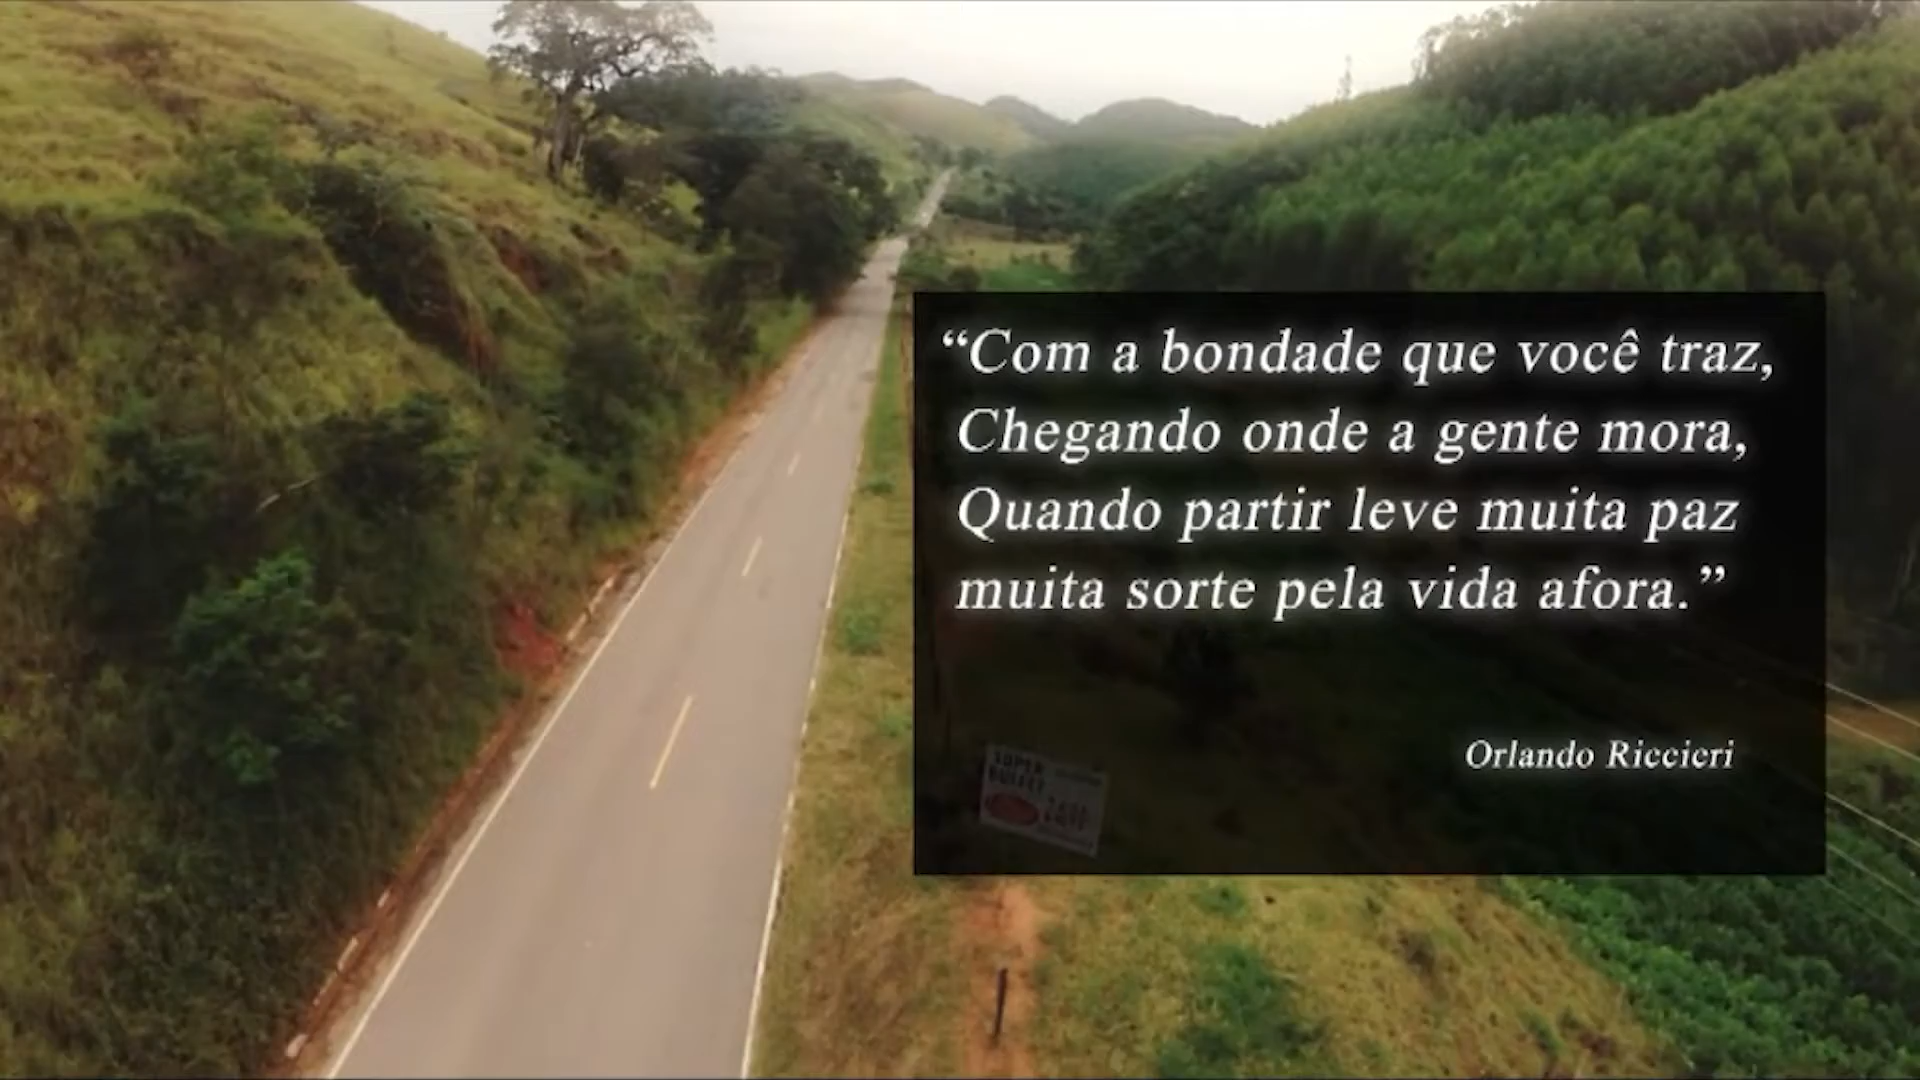 “Com a bondade que você traz,
Chegando onde a gente mora,
Quando partir leve muita paz
muita sorte pela vida afora.”
Orlando Riccieri
SUPER